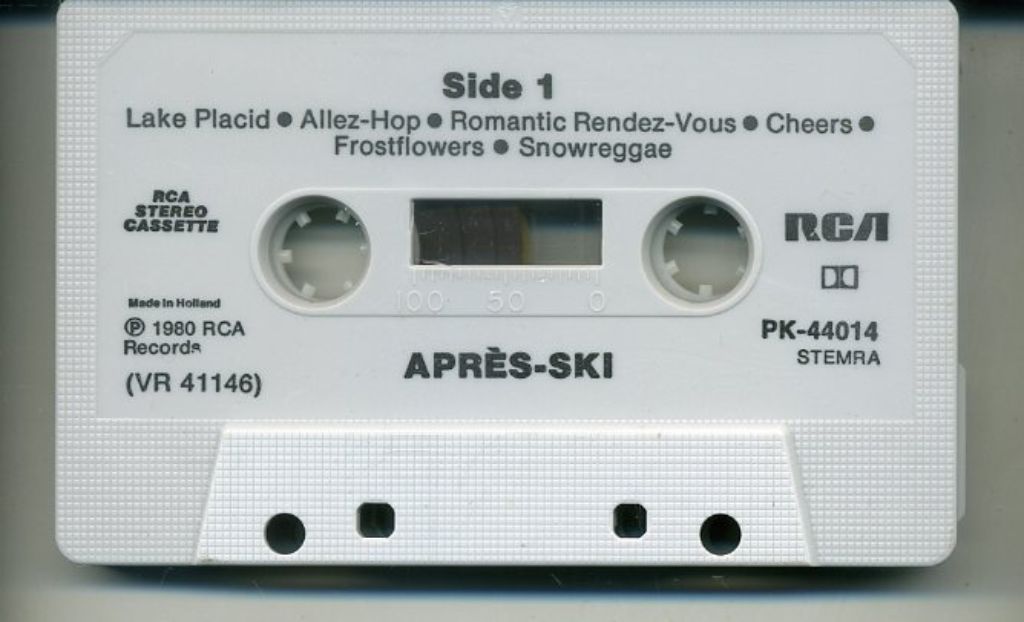 Side 1
Lake Placid ● Allez-Hop ● Romantic Rendez-Vous ● Cheers ●
Frostflowers ● Snowreggae
RCA
STEREO
CASSETTE
RCA
100 50 0
Made in Holland
℗ 1980 RCA
Records
(VR 41146)
APRÈS-SKI
PK-44014
STEMRA